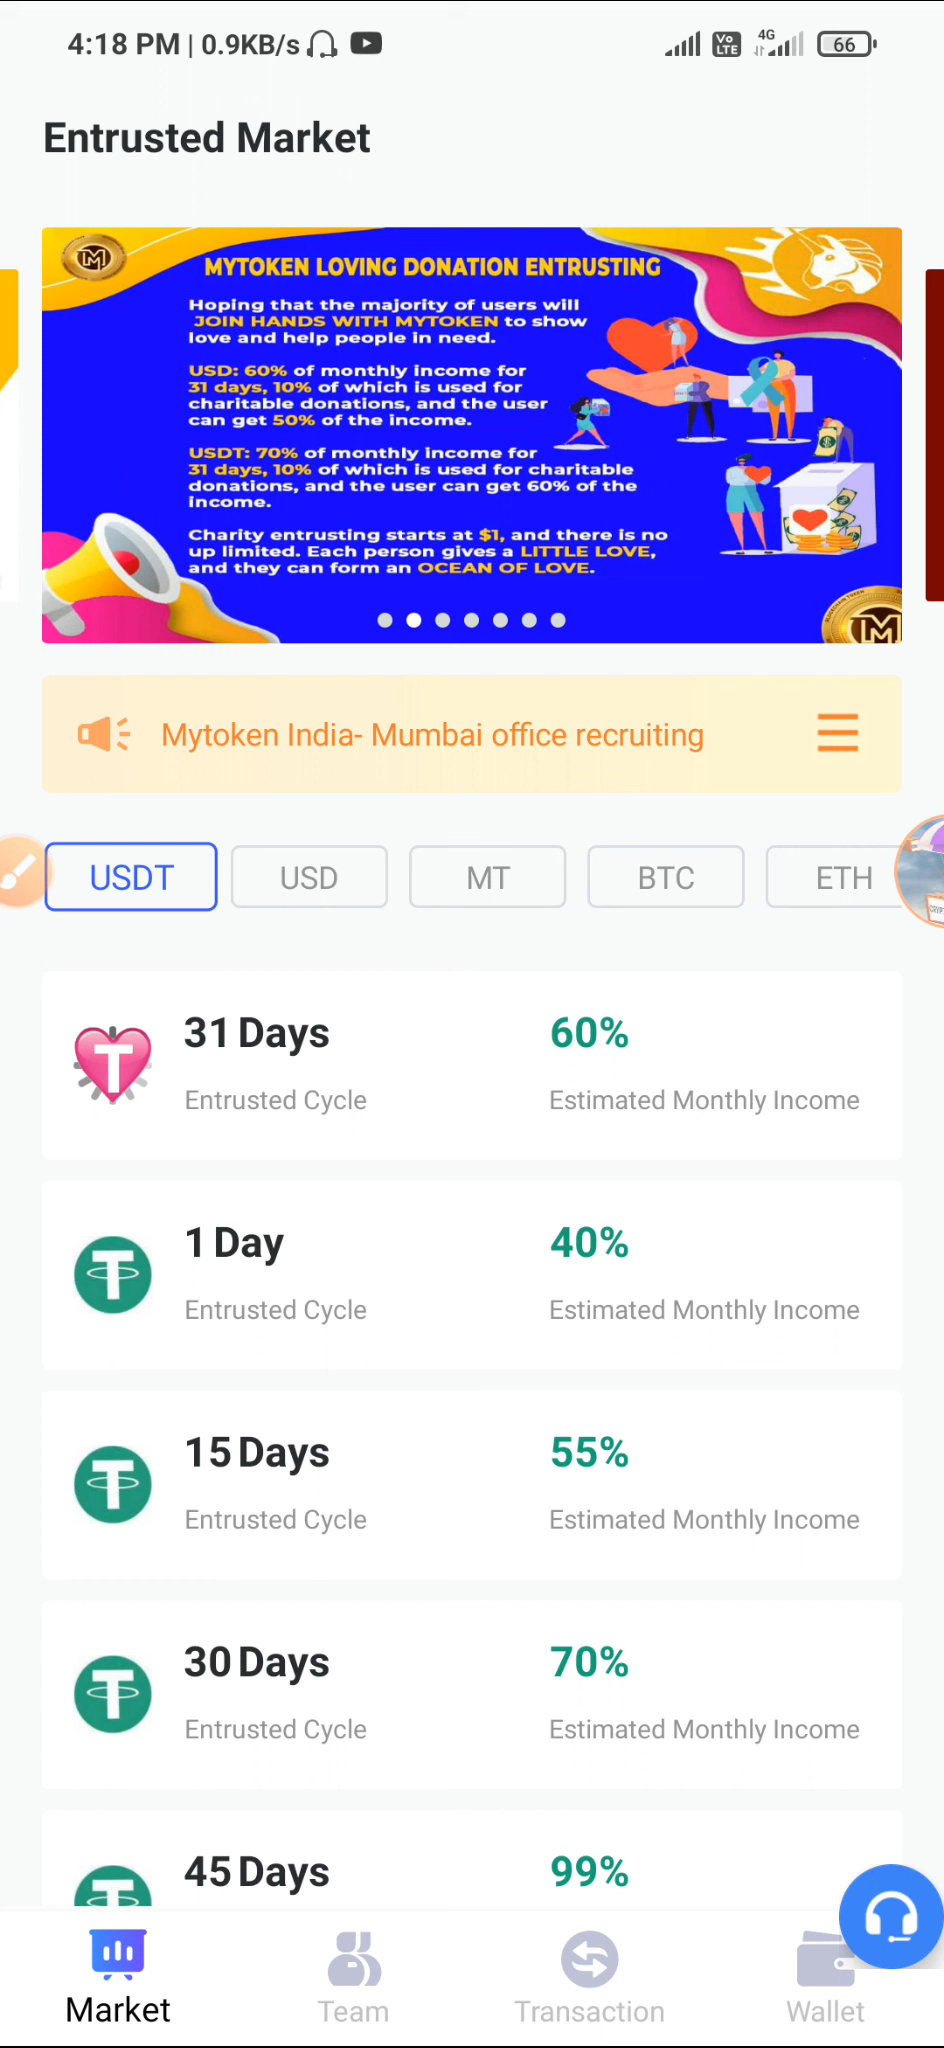 4:18 PM | 0.9KB/s
Vo
LTE
4G
66
Entrusted Market
M
MYTOKEN LOVING DONATION ENTRUSTING
Hoping that the majority of users will
JOIN HANDS WITH MYTOKEN to show
love and help people in need.
USD: 60% of monthly income for
31 days, 10% of which is used for
charitable donations, and the user
can get 50% of the income.
USDT: 70% of monthly income for
31 days, 10% of which is used for charitable
donations, and the user can get 60% of the
income.
Charity entrusting starts at $1, and there is no
up limited. Each person gives a LITTLE LOVE,
and they can form an OCEAN OF LOVE.
M
Mytoken India- Mumbai office recruiting
USDT USD MT BTC ETH
31 Days 60%
Entrusted Cycle Estimated Monthly Income
1 Day 40%
Entrusted Cycle Estimated Monthly Income
15 Days 55%
Entrusted Cycle Estimated Monthly Income
30 Days 70%
Entrusted Cycle Estimated Monthly Income
45 Days 99%
Market Team Transaction Wallet